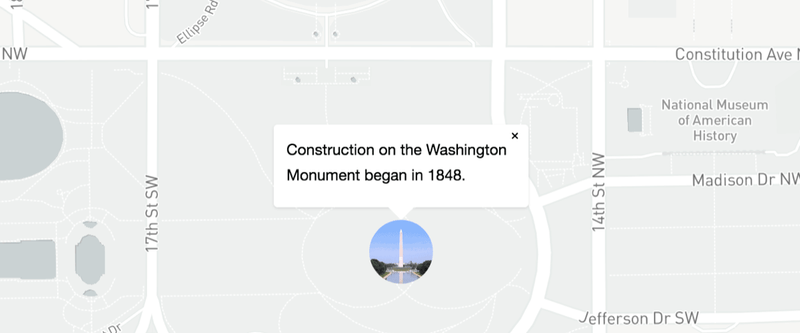 Ellipse Rd
NW
Constitution Ave N
National Museum
of American
History
×
Construction on the Washington
Monument began in 1848.
Madison Dr NW
17th St SW
14th St NW
Jefferson Dr SW
Dr